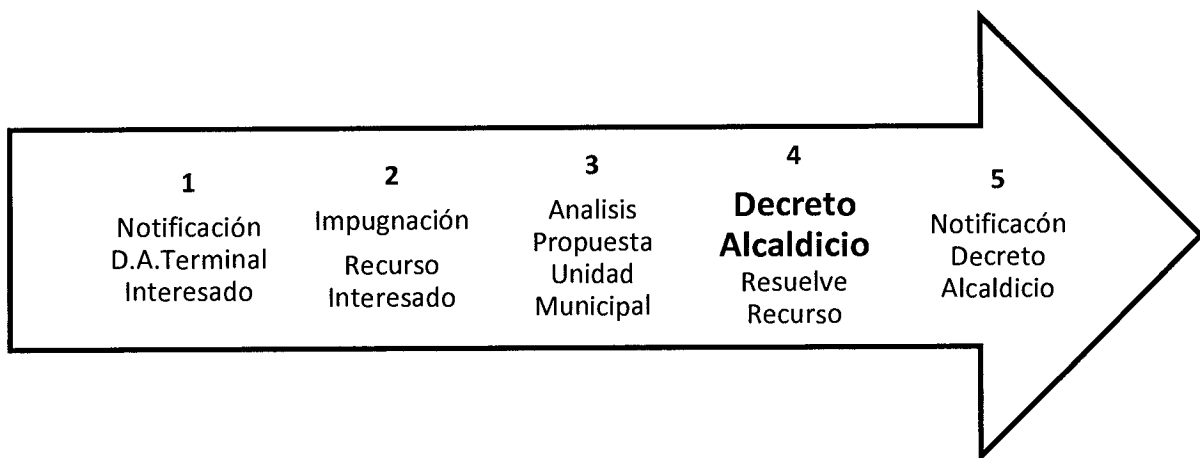 1
Notificación
D.A.Terminal
Interesado
2
Impugnación
Recurso
Interesado
3
Analisis
Propuesta
Unidad
Municipal
4
Decreto
Alcaldicio
Resuelve
Recurso
5
Notificacón
Decreto
Alcaldicio